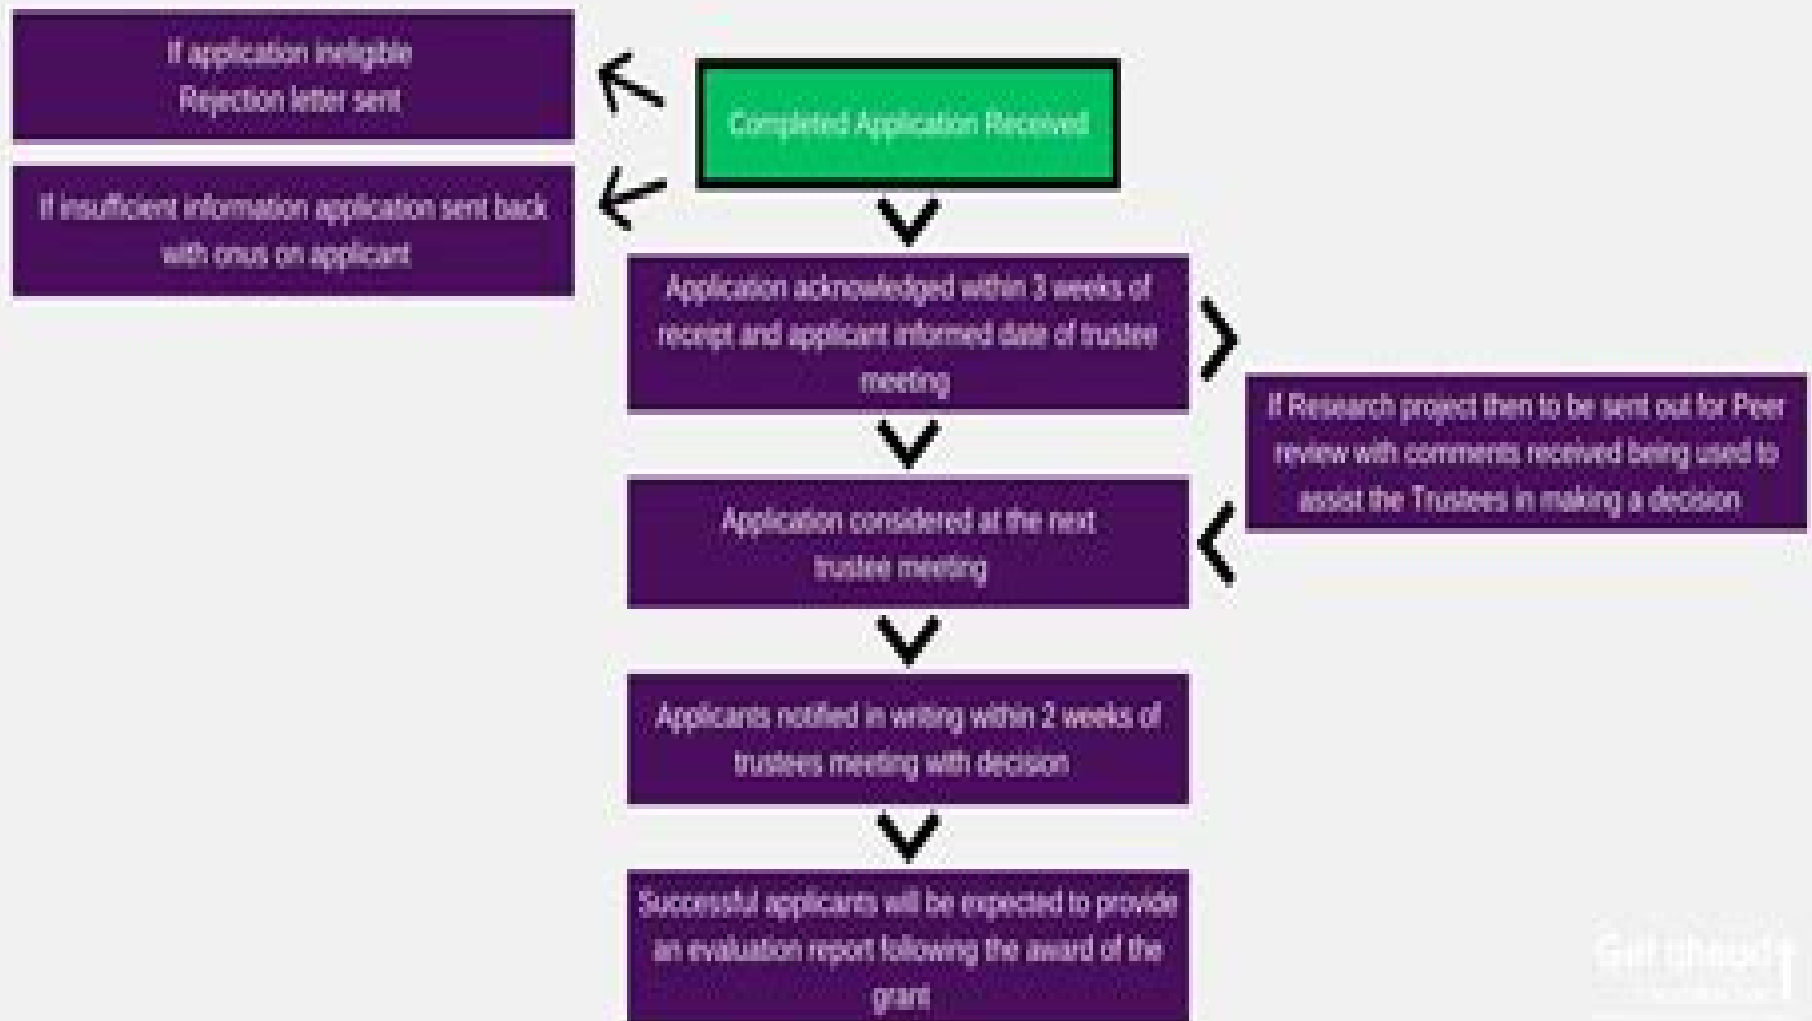 If application ineligible
Rejection letter sent
Completed Application Received
If insufficient information application sent back
with onus on applicant
Application acknowledged within 3 weeks of
receipt and applicant informed date of trustee
meeting
If Research project then to be sent out for Peer
review with comments received being used to
assist the Trustees in making a decision
Application considered at the next
trustee meeting
Applicants notified in writing within 2 weeks of
trustees meeting with decision
Successful applicants will be expected to provide
an evaluation report following the award of the
grant
Get ahead